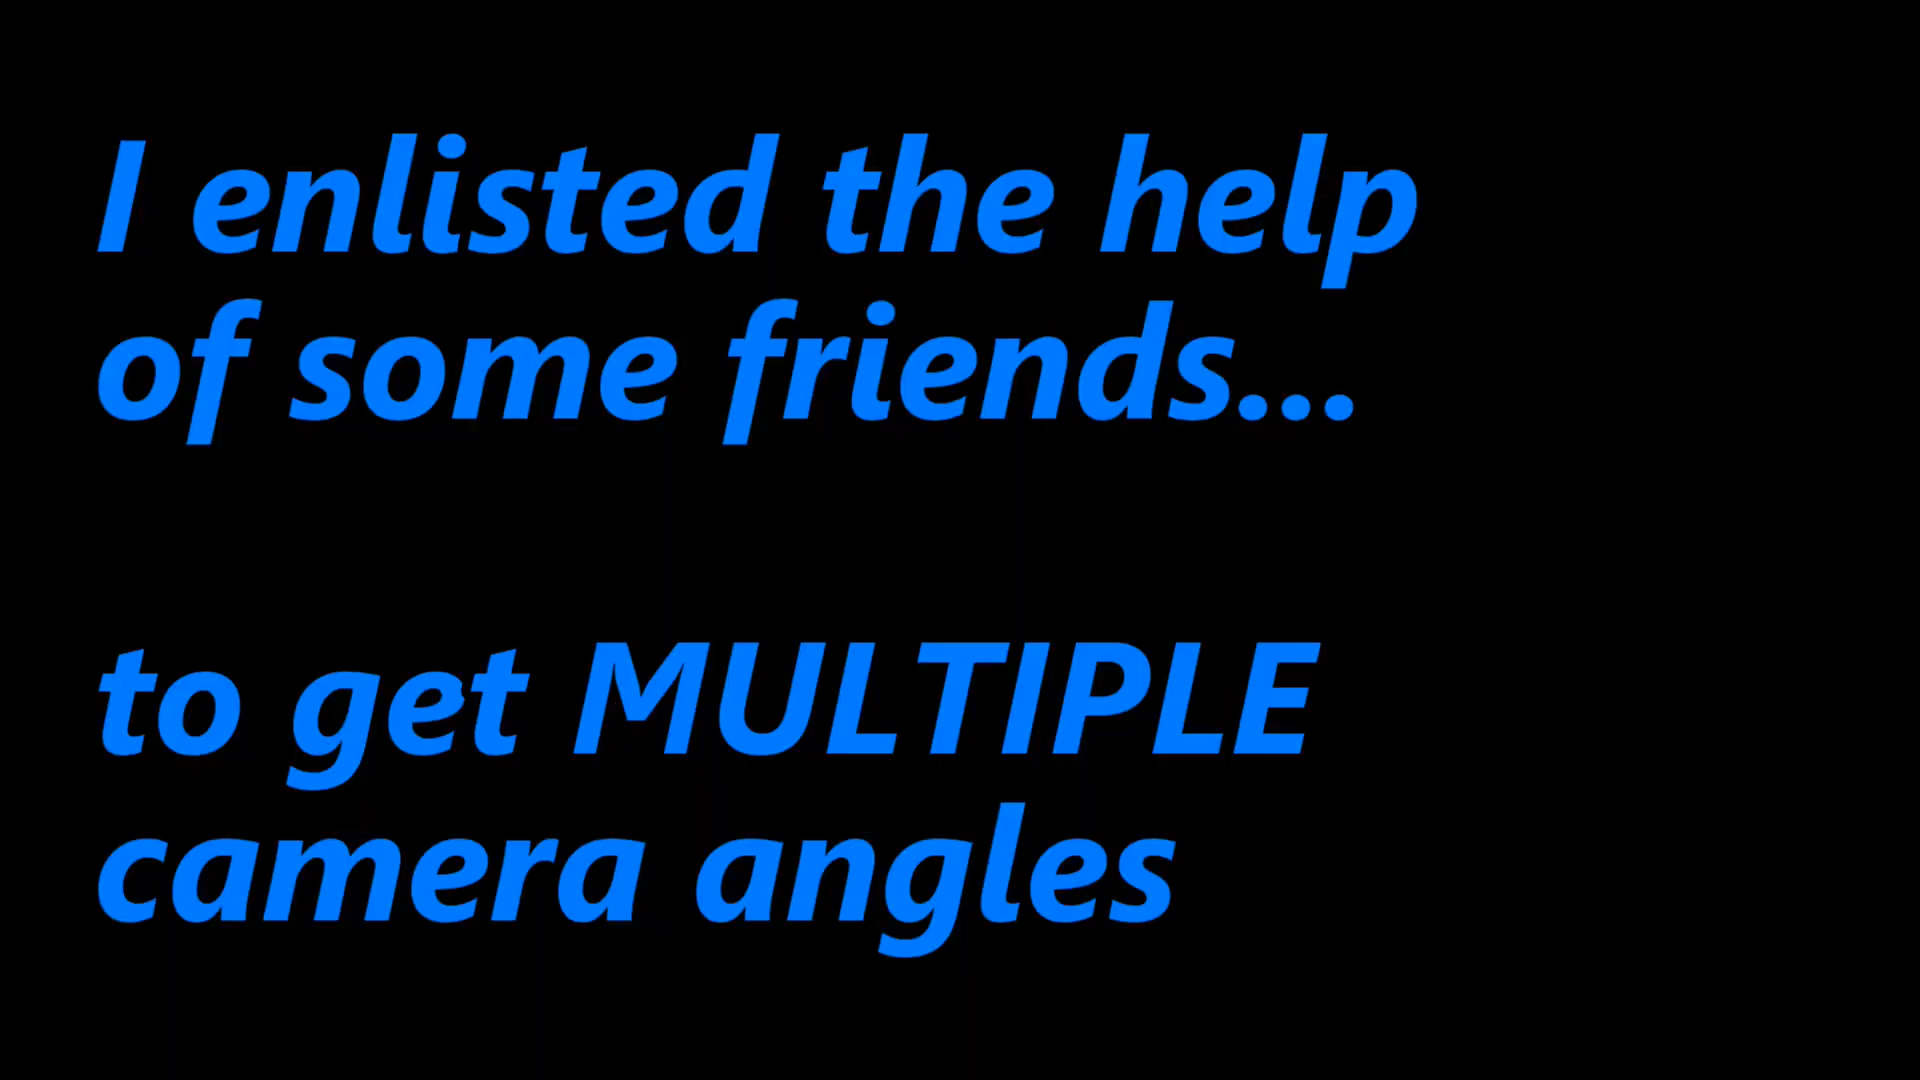 I enlisted the help
of some friends...
to get MULTIPLE
camera angles